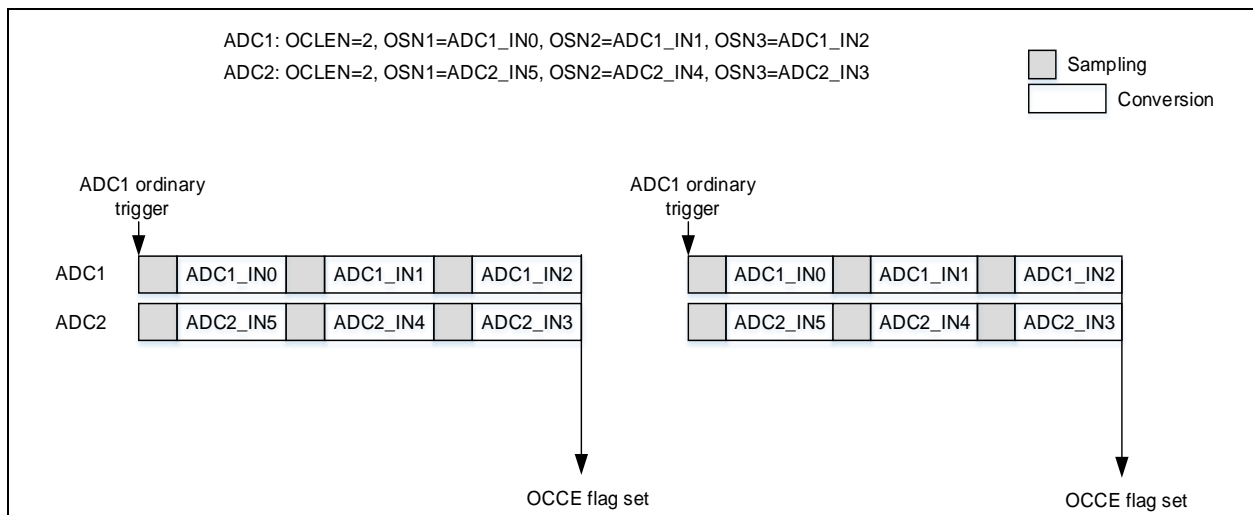 ADC1: OCLEN=2, OSN1=ADC1_IN0, OSN2=ADC1_IN1, OSN3=ADC1_IN2
ADC2: OCLEN=2, OSN1=ADC2_IN5, OSN2=ADC2_IN4, OSN3=ADC2_IN3
Sampling
Conversion
ADC1 ordinary
trigger
ADC1 ordinary
trigger
ADC1 ADC1_IN0 ADC1_IN1 ADC1_IN2 ADC1_IN0 ADC1_IN1 ADC1_IN2
ADC2 ADC2_IN5 ADC2_IN4 ADC2_IN3 ADC2_IN5 ADC2_IN4 ADC2_IN3
OCCE flag set
OCCE flag set